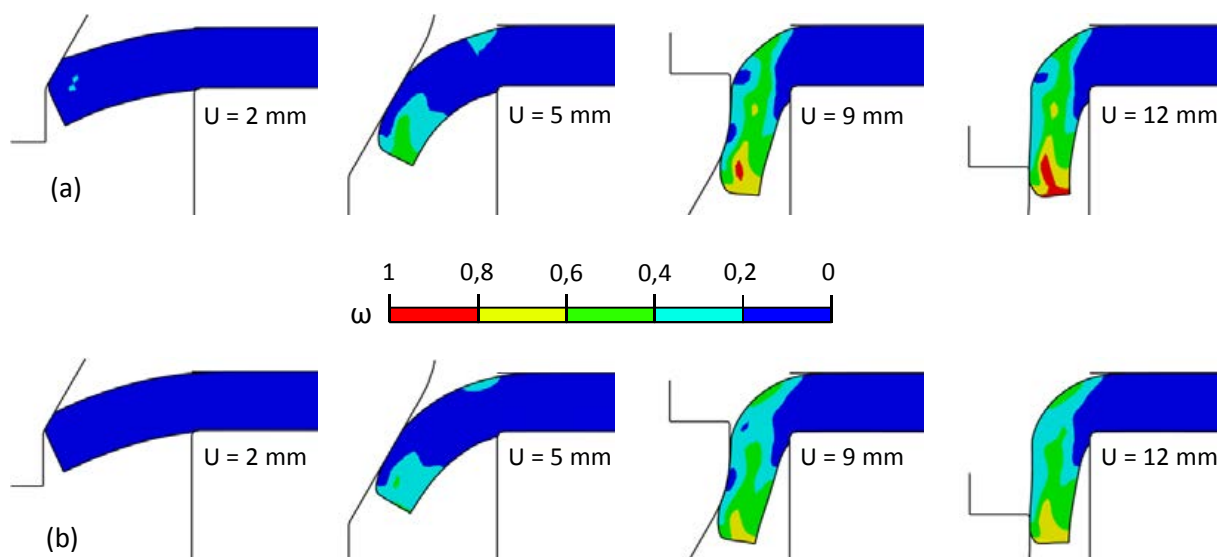 U = 2 mm
U = 5 mm
U = 9 mm
U = 12 mm
(a)
1 0,8 0,6 0,4 0,2 0
ω
U = 2 mm
U = 5 mm
U = 9 mm
U = 12 mm
(b)